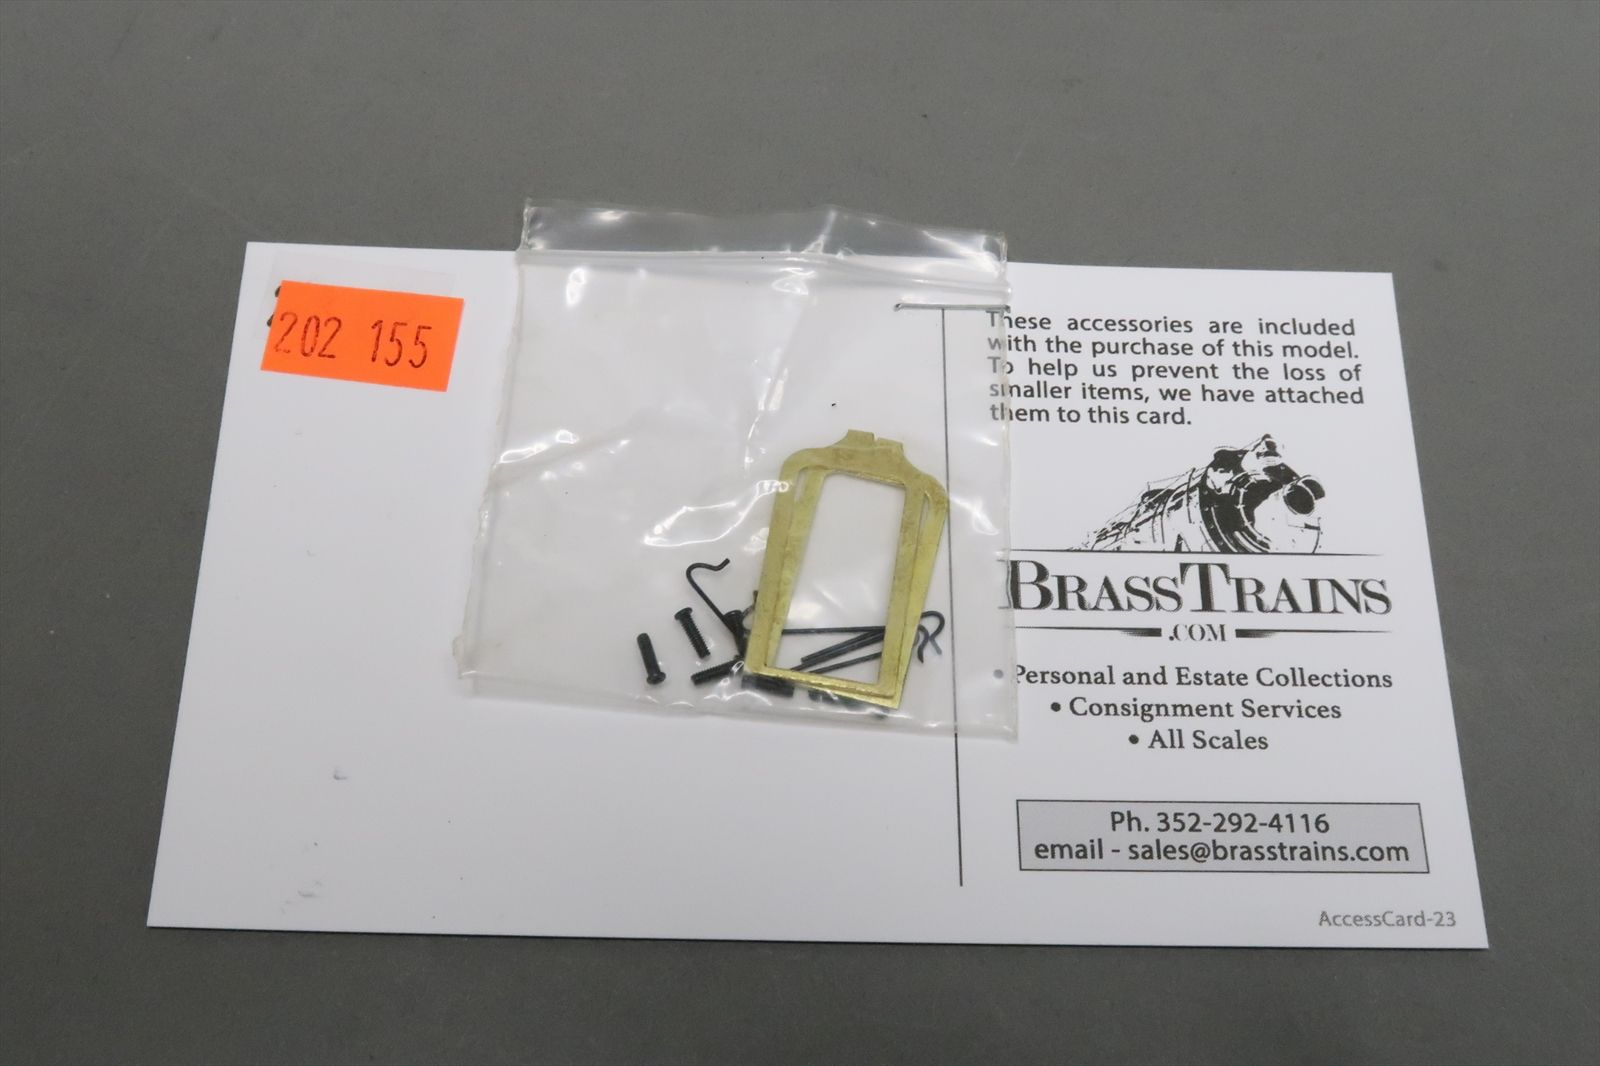 202 155
These accessories are included
with the purchase of this model.
To help us prevent the loss of
smaller items, we have attached
them to this card.
BRASSTRAINS
.COM
• Personal and Estate Collections
• Consignment Services
• All Scales
Ph. 352-292-4116
email - sales@brasstrains.com
AccessCard-23